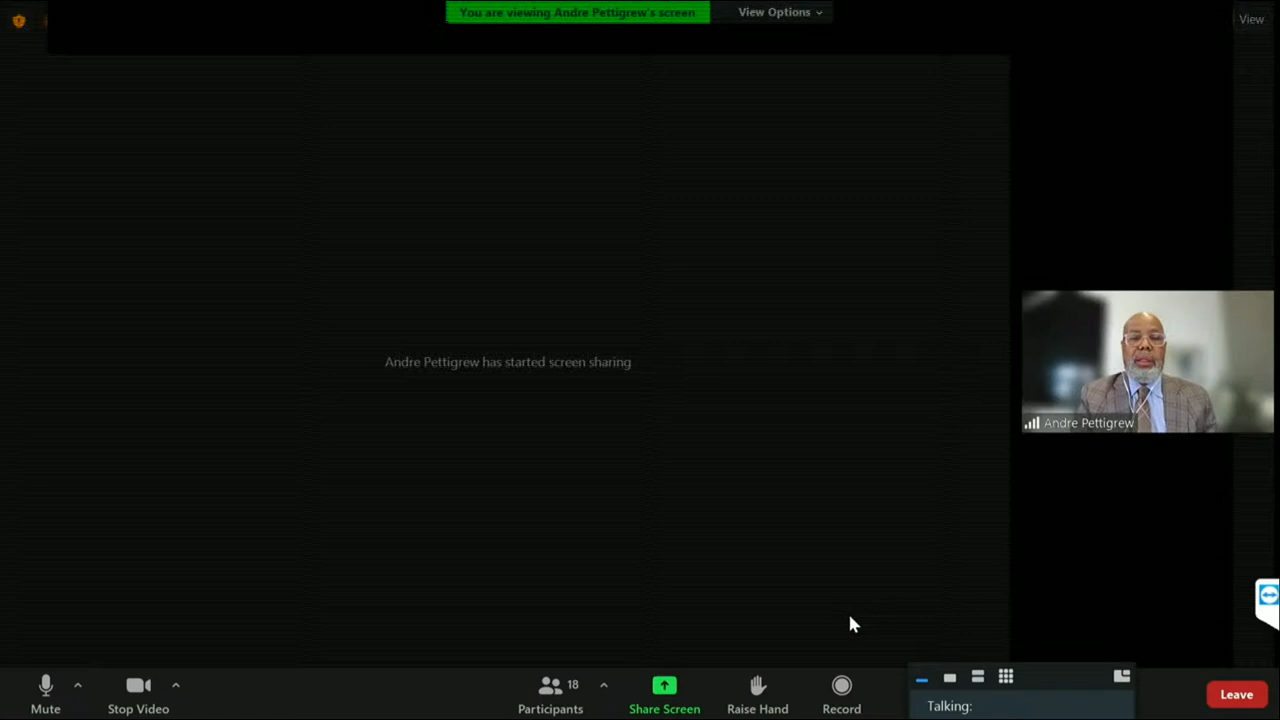 You are viewing Andre Pettigrew's screen
View Options
View
Andre Pettigrew has started screen sharing
Andre Pettigrew
18
Mute
Stop Video
Participants
Share Screen
Raise Hand
Record
Talking:
Leave